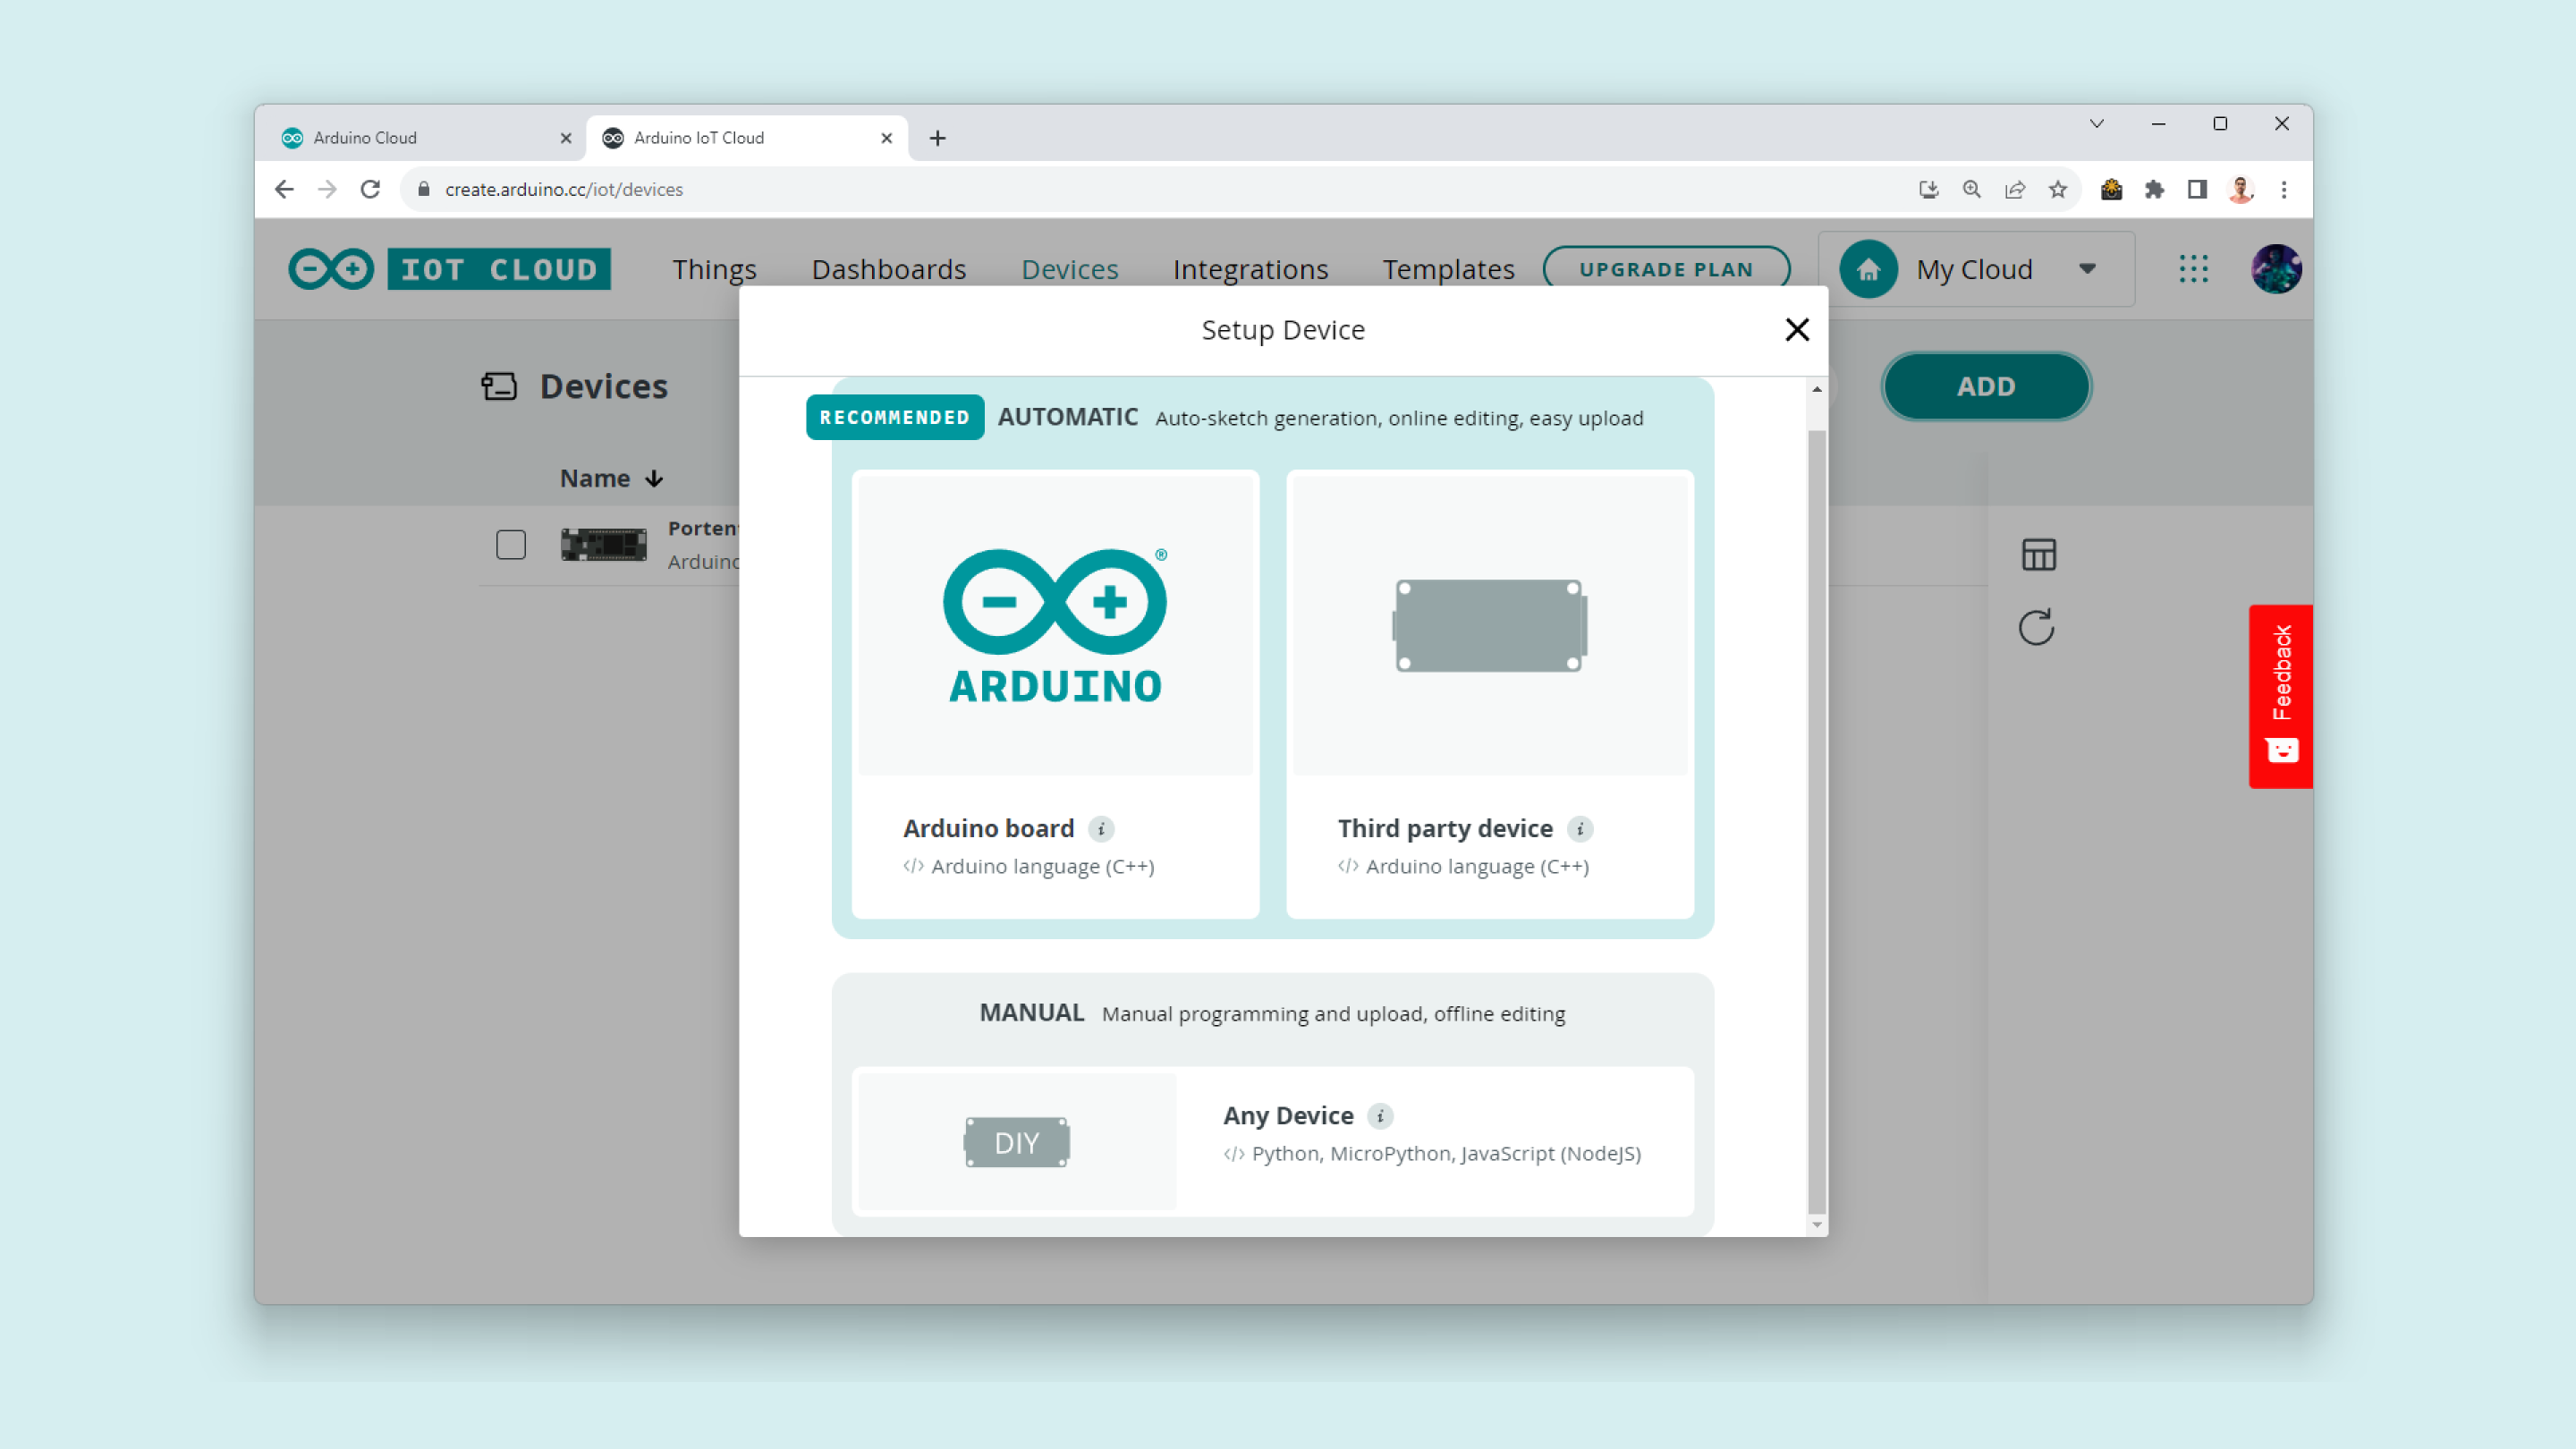 Arduino Cloud
Arduino IoT Cloud
create.arduino.cc/iot/devices
IOT CLOUD
Things
Dashboards
Devices
Integrations
Templates
UPGRADE PLAN
My Cloud
Setup Device
Devices
ADD
RECOMMENDED AUTOMATIC Auto-sketch generation, online editing, easy upload
Name
Porten
Arduino
®
ARDUINO
Arduino board i
</> Arduino language (C++)
Third party device i
</> Arduino language (C++)
Feedback
MANUAL Manual programming and upload, offline editing
DIY
Any Device i
</> Python, MicroPython, JavaScript (NodeJS)